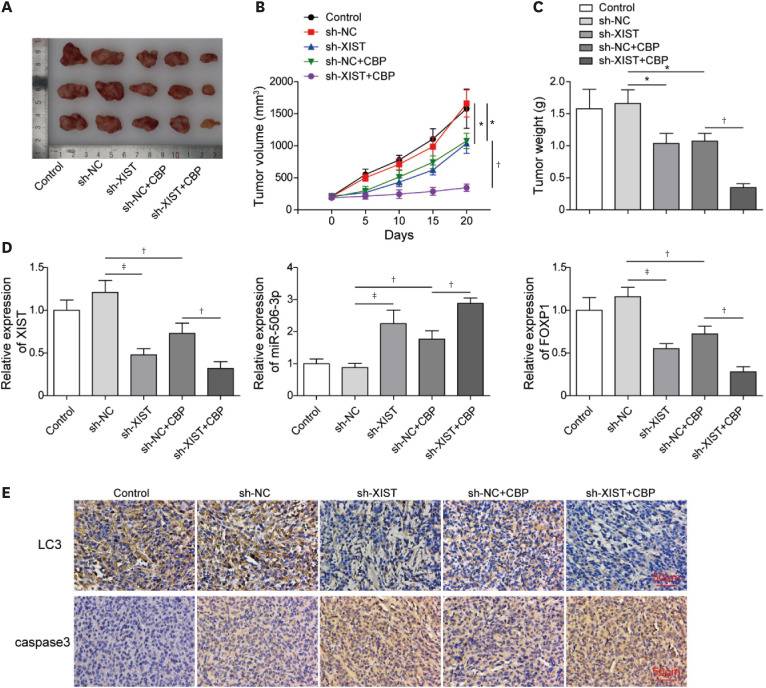 A
Control
sh-NC
sh-XIST
sh-NC+CBP
sh-XIST+CBP
B
Control
sh-NC
sh-XIST
sh-NC+CBP
sh-XIST+CBP
Tumor volume (mm³)
2000
1500
1000
500
0
0 5 10 15 20
Days
* *
†
C
Control
sh-NC
sh-XIST
sh-NC+CBP
sh-XIST+CBP
Tumor weight (g)
2.0
1.5
1.0
0.5
0.0
*
*
†
D
Relative expression
of XIST
1.5
1.0
0.5
0.0
†
‡
†
Control
sh-NC
sh-XIST
sh-NC+CBP
sh-XIST+CBP
Relative expression
of miR-506-3p
4
3
2
1
0
†
‡
†
Control
sh-NC
sh-XIST
sh-NC+CBP
sh-XIST+CBP
Relative expression
of FOXP1
1.5
1.0
0.5
0.0
†
‡
†
Control
sh-NC
sh-XIST
sh-NC+CBP
sh-XIST+CBP
E
Control sh-NC sh-XIST sh-NC+CBP sh-XIST+CBP
LC3
caspase3